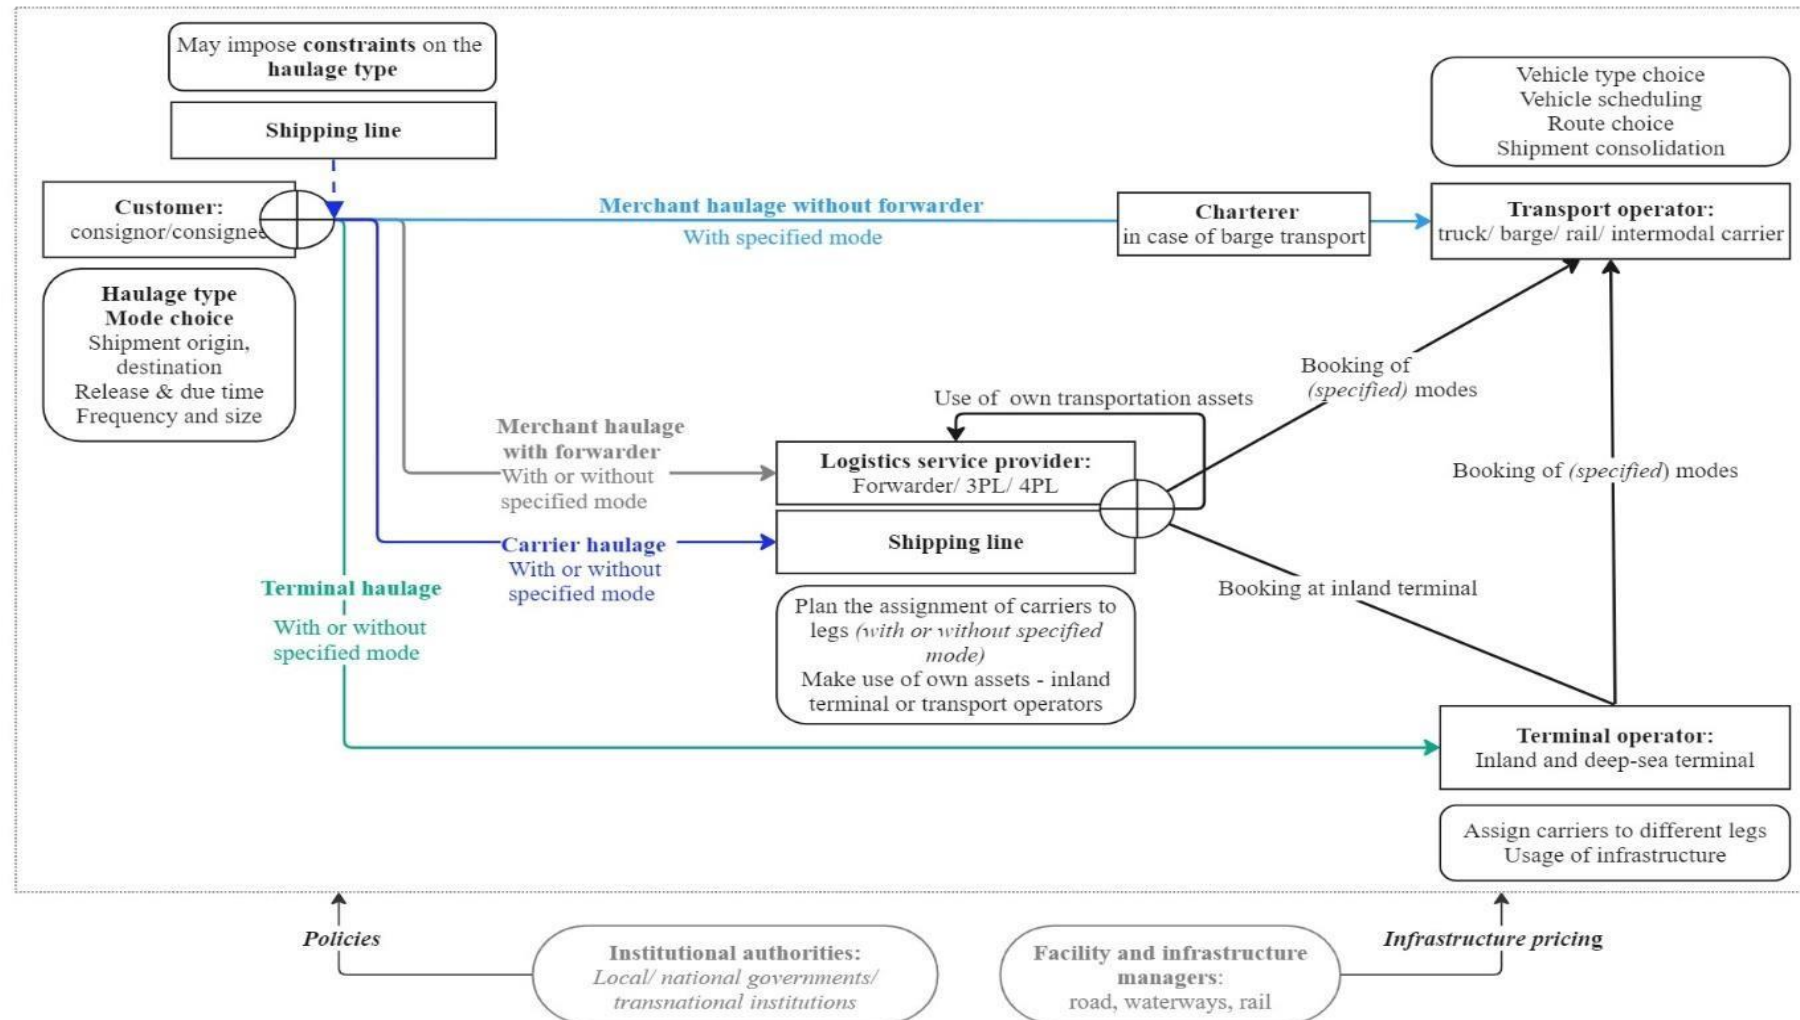 May impose constraints on the
haulage type
Shipping line
Customer:
consignor/consignee
Haulage type
Mode choice
Shipment origin,
destination
Release & due time
Frequency and size
Merchant haulage without forwarder
With specified mode
Charterer
in case of barge transport
Vehicle type choice
Vehicle scheduling
Route choice
Shipment consolidation
Transport operator:
truck/ barge/ rail/ intermodal carrier
Booking of
(specified) modes
Use of own transportation assets
Merchant haulage
with forwarder
With or without
specified mode
Logistics service provider:
Forwarder/ 3PL/ 4PL
Shipping line
Booking of (specified) modes
Carrier haulage
With or without
specified mode
Terminal haulage
With or without
specified mode
Plan the assignment of carriers to
legs (with or without specified
mode)
Make use of own assets - inland
terminal or transport operators
Booking at inland terminal
Terminal operator:
Inland and deep-sea terminal
Assign carriers to different legs
Usage of infrastructure
Policies
Institutional authorities:
Local/ national governments/
transnational institutions
Facility and infrastructure
managers:
road, waterways, rail
Infrastructure pricing